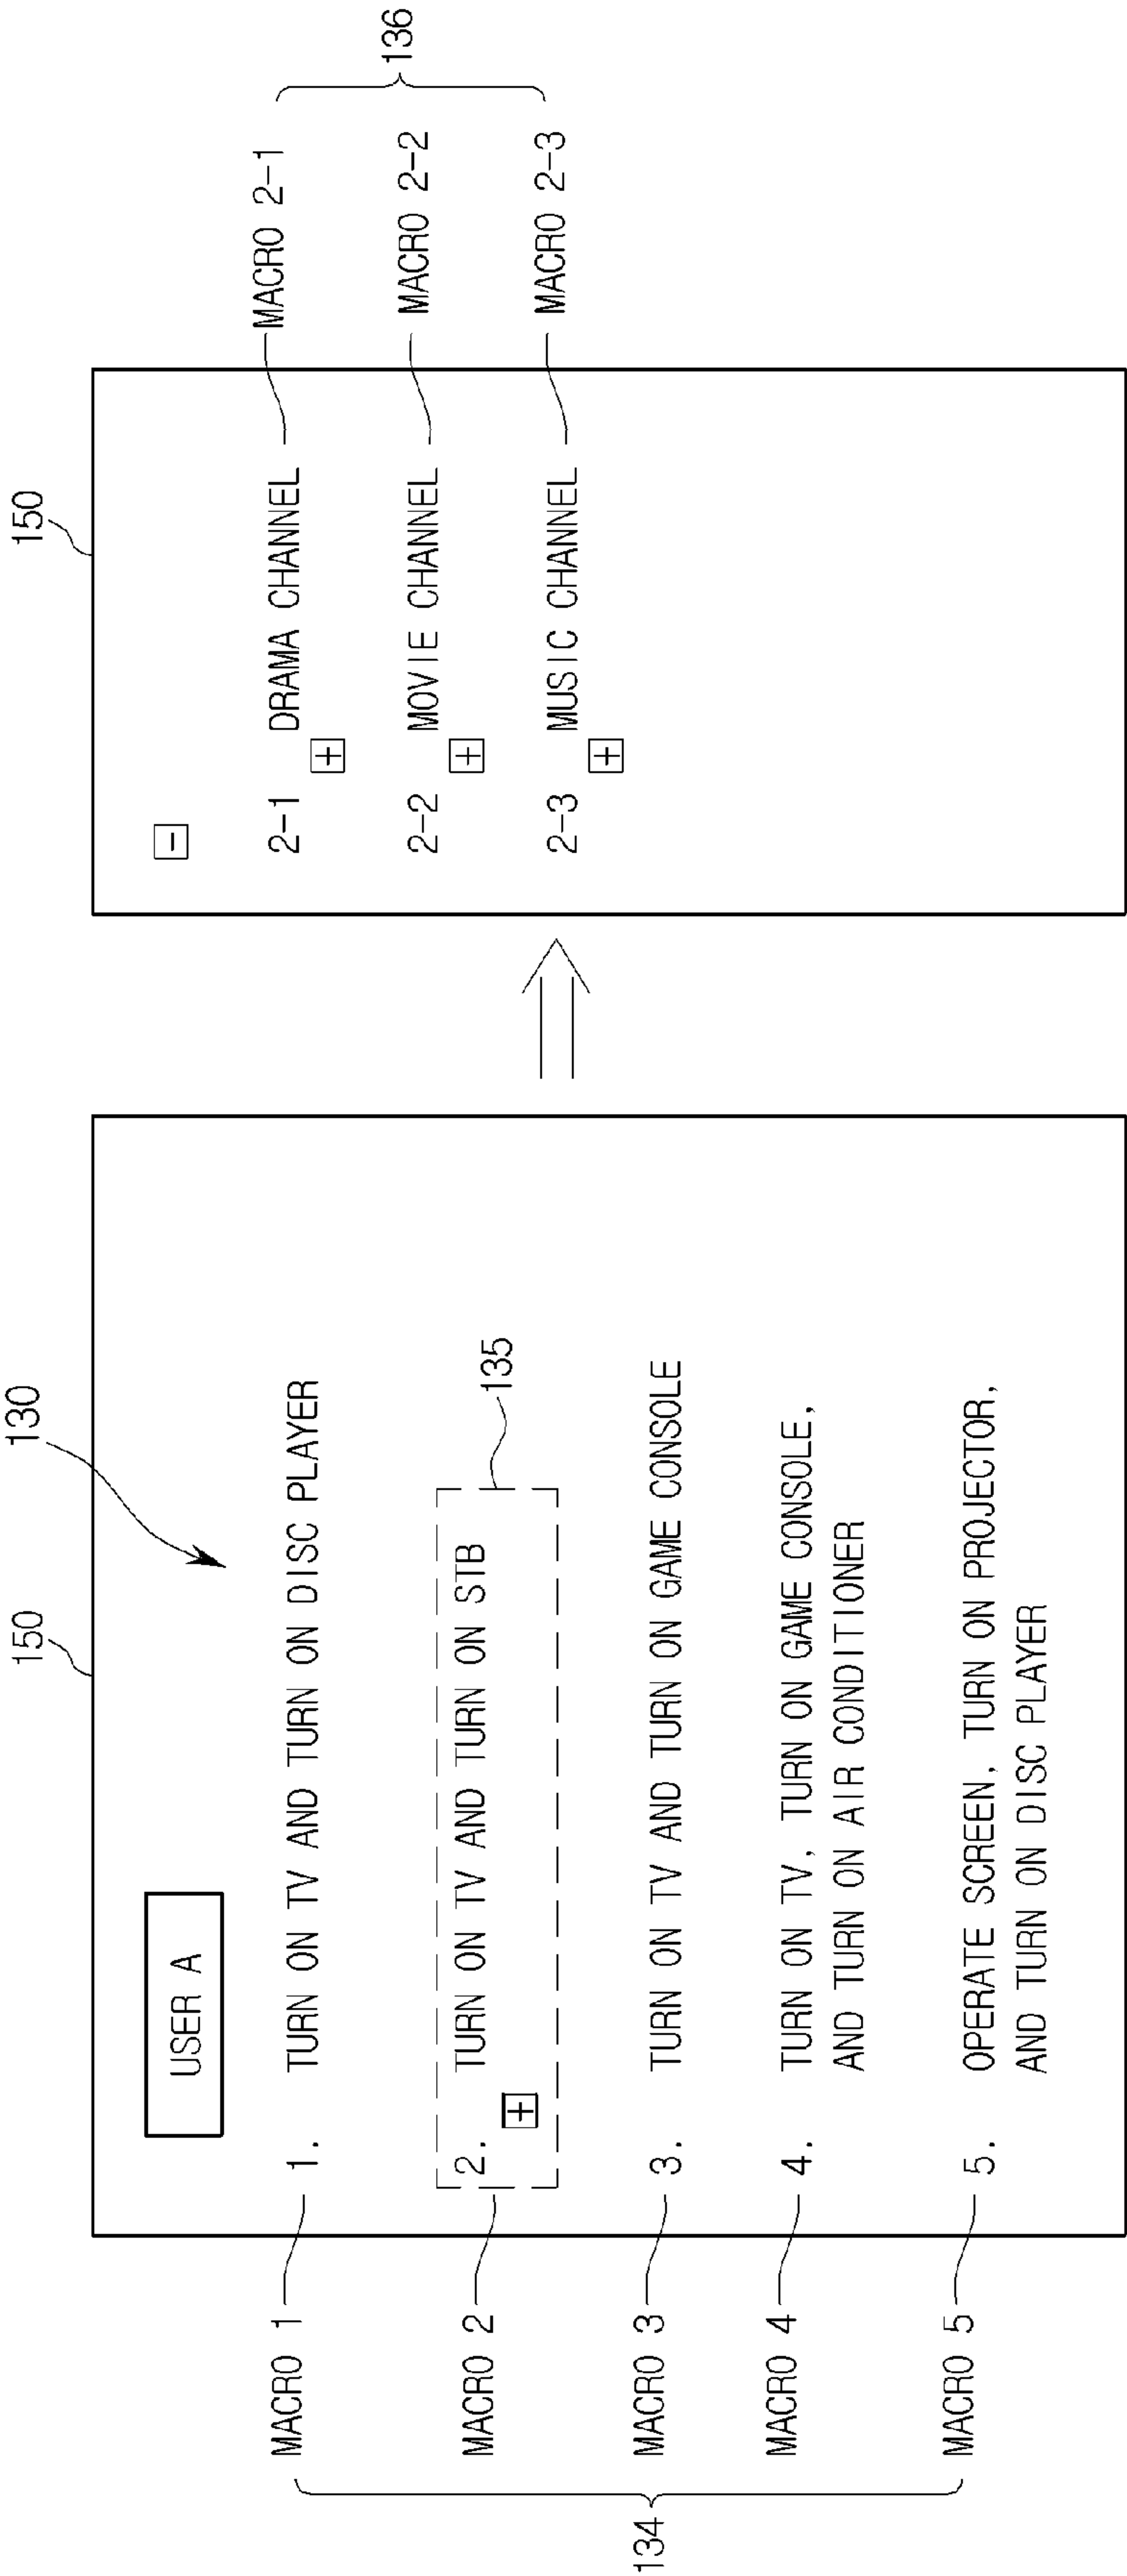 150
130
USER A
MACRO 1
1. TURN ON TV AND TURN ON DISC PLAYER
MACRO 2
2. TURN ON TV AND TURN ON STB
+
135
MACRO 3
3. TURN ON TV AND TURN ON GAME CONSOLE
MACRO 4
4. TURN ON TV, TURN ON GAME CONSOLE,
AND TURN ON AIR CONDITIONER
MACRO 5
5. OPERATE SCREEN, TURN ON PROJECTOR,
AND TURN ON DISC PLAYER
134
150
-
2-1 DRAMA CHANNEL
+
MACRO 2-1
2-2 MOVIE CHANNEL
+
MACRO 2-2
2-3 MUSIC CHANNEL
+
MACRO 2-3
136